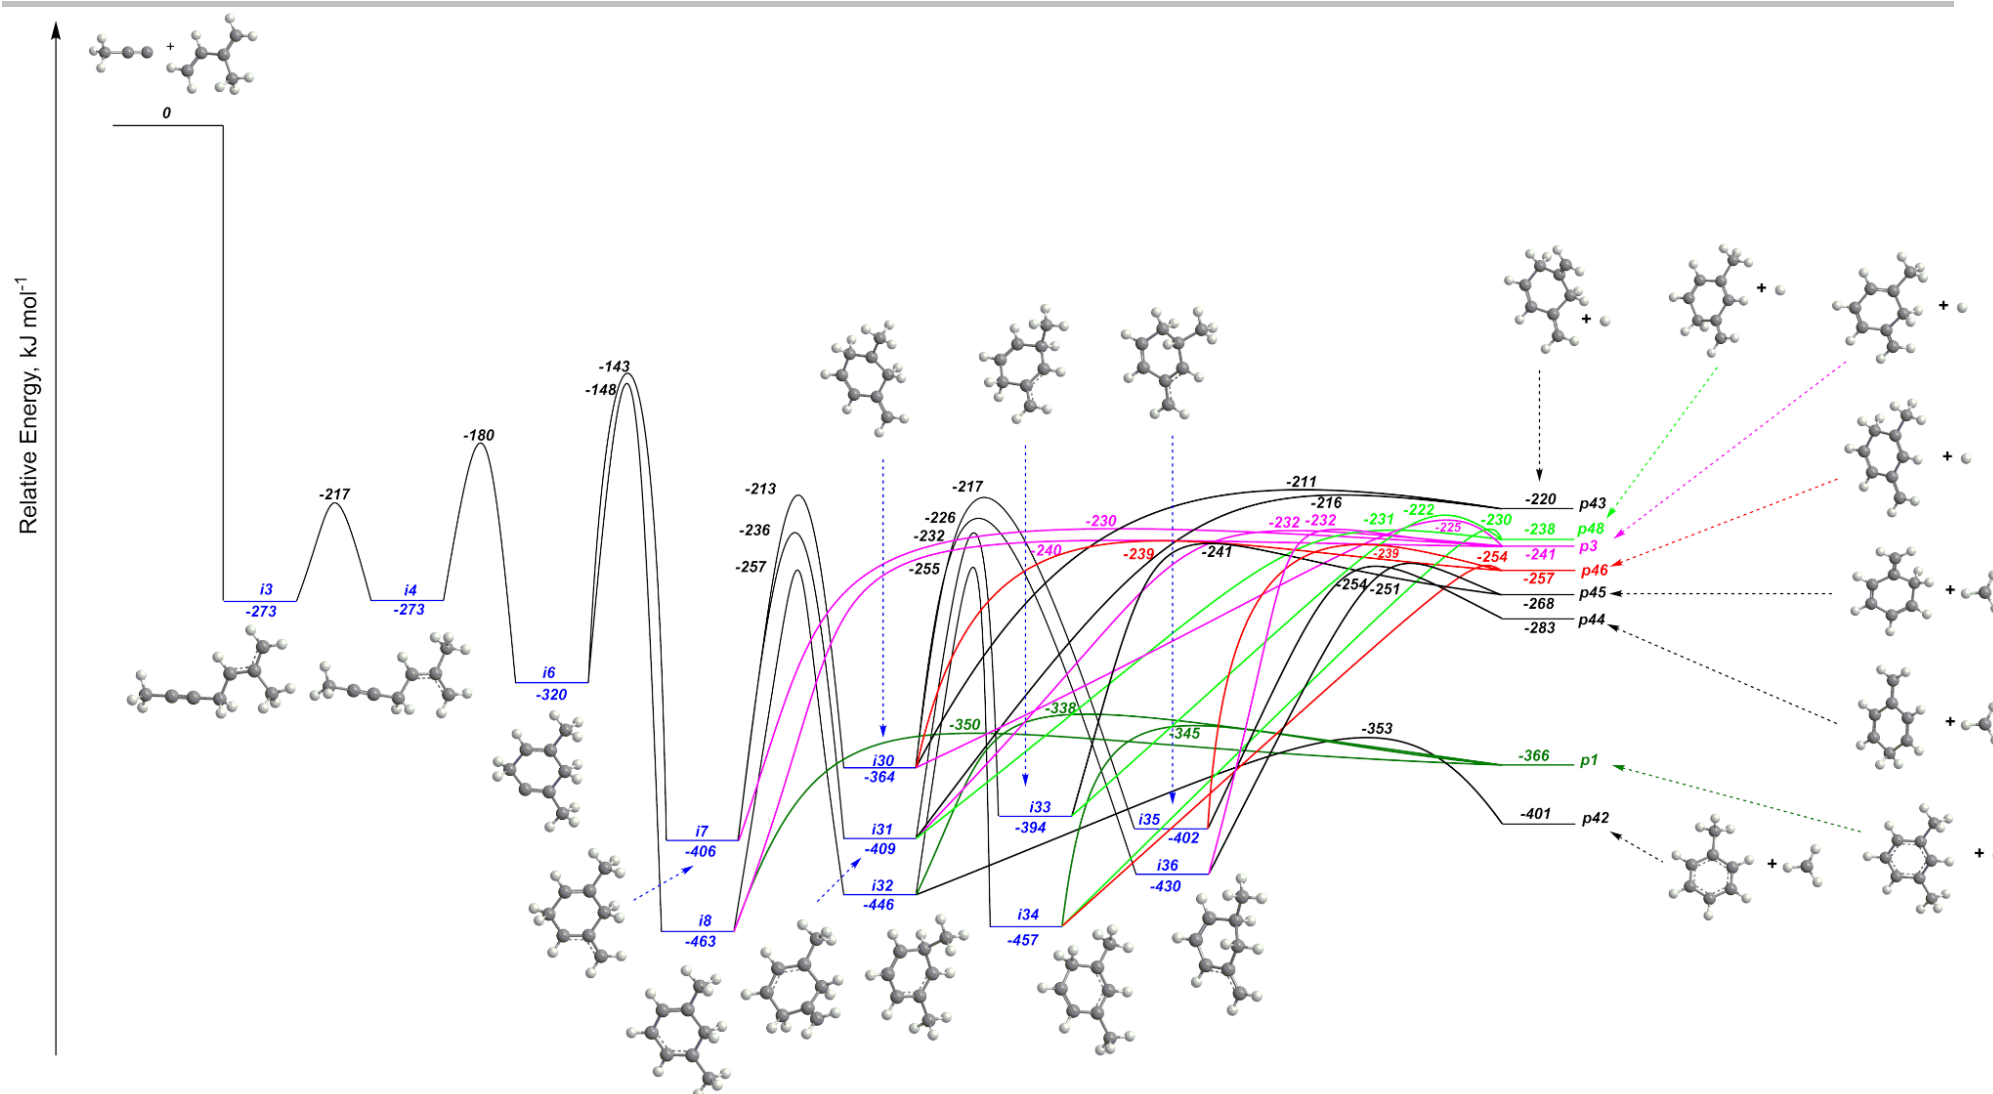 Relative Energy, kJ mol-1
+
0
i3
-273
-217
i4
-273
-180
i6
-320
-143
-148
i7
-406
i8
-463
-213
-236
-257
i30
-364
i31
-409
i32
-446
-217
-226
-232
-255
i33
-394
i34
-457
i35
-402
i36
-430
-230
-240
-239
-350
-338
-345
-353
-211
-216
-241
-232
-232
-231
-222
-225
-230
-239
-254
-254
-251
-220 p43
-238 p48
-241 p3
-257 p46
-268 p45
-283 p44
-366 p1
-401 p42
+
+
+
+
+
+
+
+